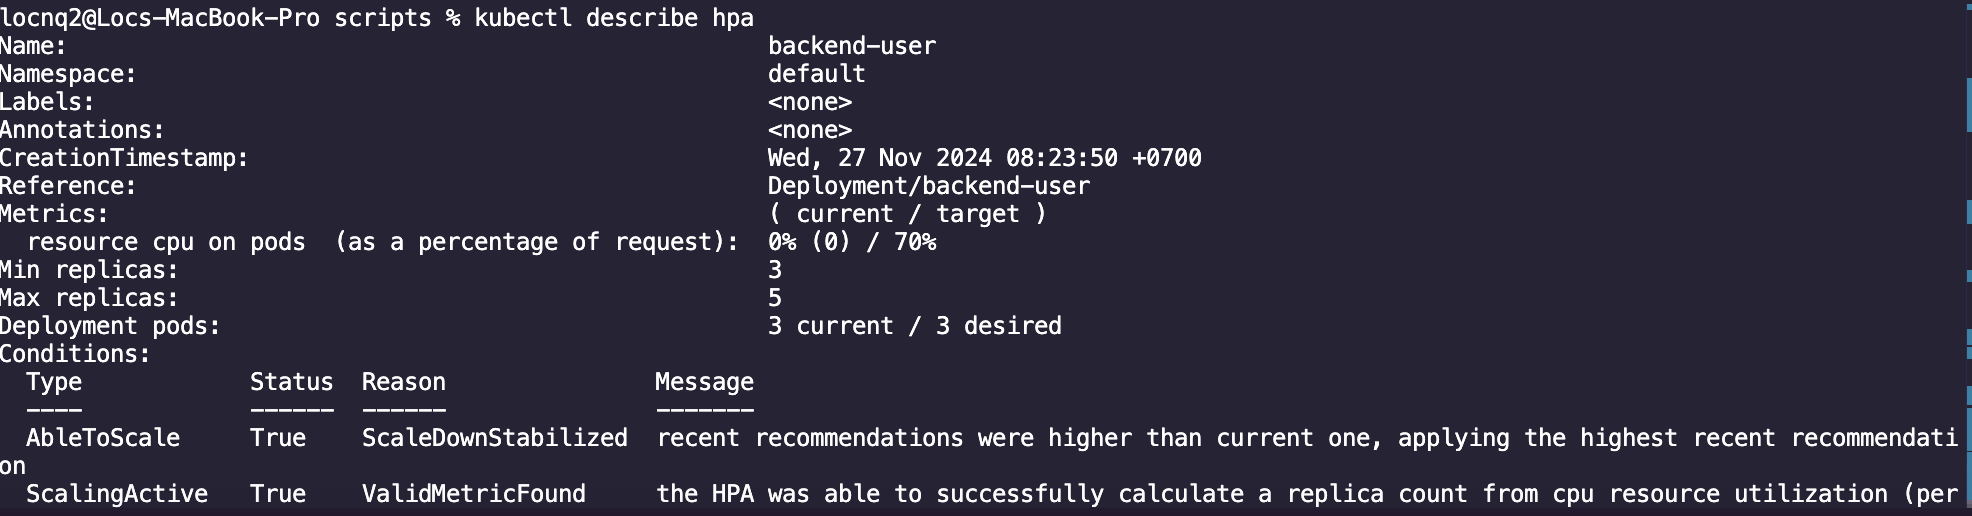 locnq2@Locs-MacBook-Pro scripts % kubectl describe hpa
Name:                                                  backend-user
Namespace:                                             default
Labels:                                                <none>
Annotations:                                           <none>
CreationTimestamp:                                     Wed, 27 Nov 2024 08:23:50 +0700
Reference:                                             Deployment/backend-user
Metrics:                                               ( current / target )
  resource cpu on pods  (as a percentage of request):  0% (0) / 70%
Min replicas:                                          3
Max replicas:                                          5
Deployment pods:                                       3 current / 3 desired
Conditions:
  Type            Status  Reason               Message
  ----            ------  ------               -------
  AbleToScale     True    ScaleDownStabilized  recent recommendations were higher than current one, applying the highest recent recommendati
on
  ScalingActive   True    ValidMetricFound     the HPA was able to successfully calculate a replica count from cpu resource utilization (per